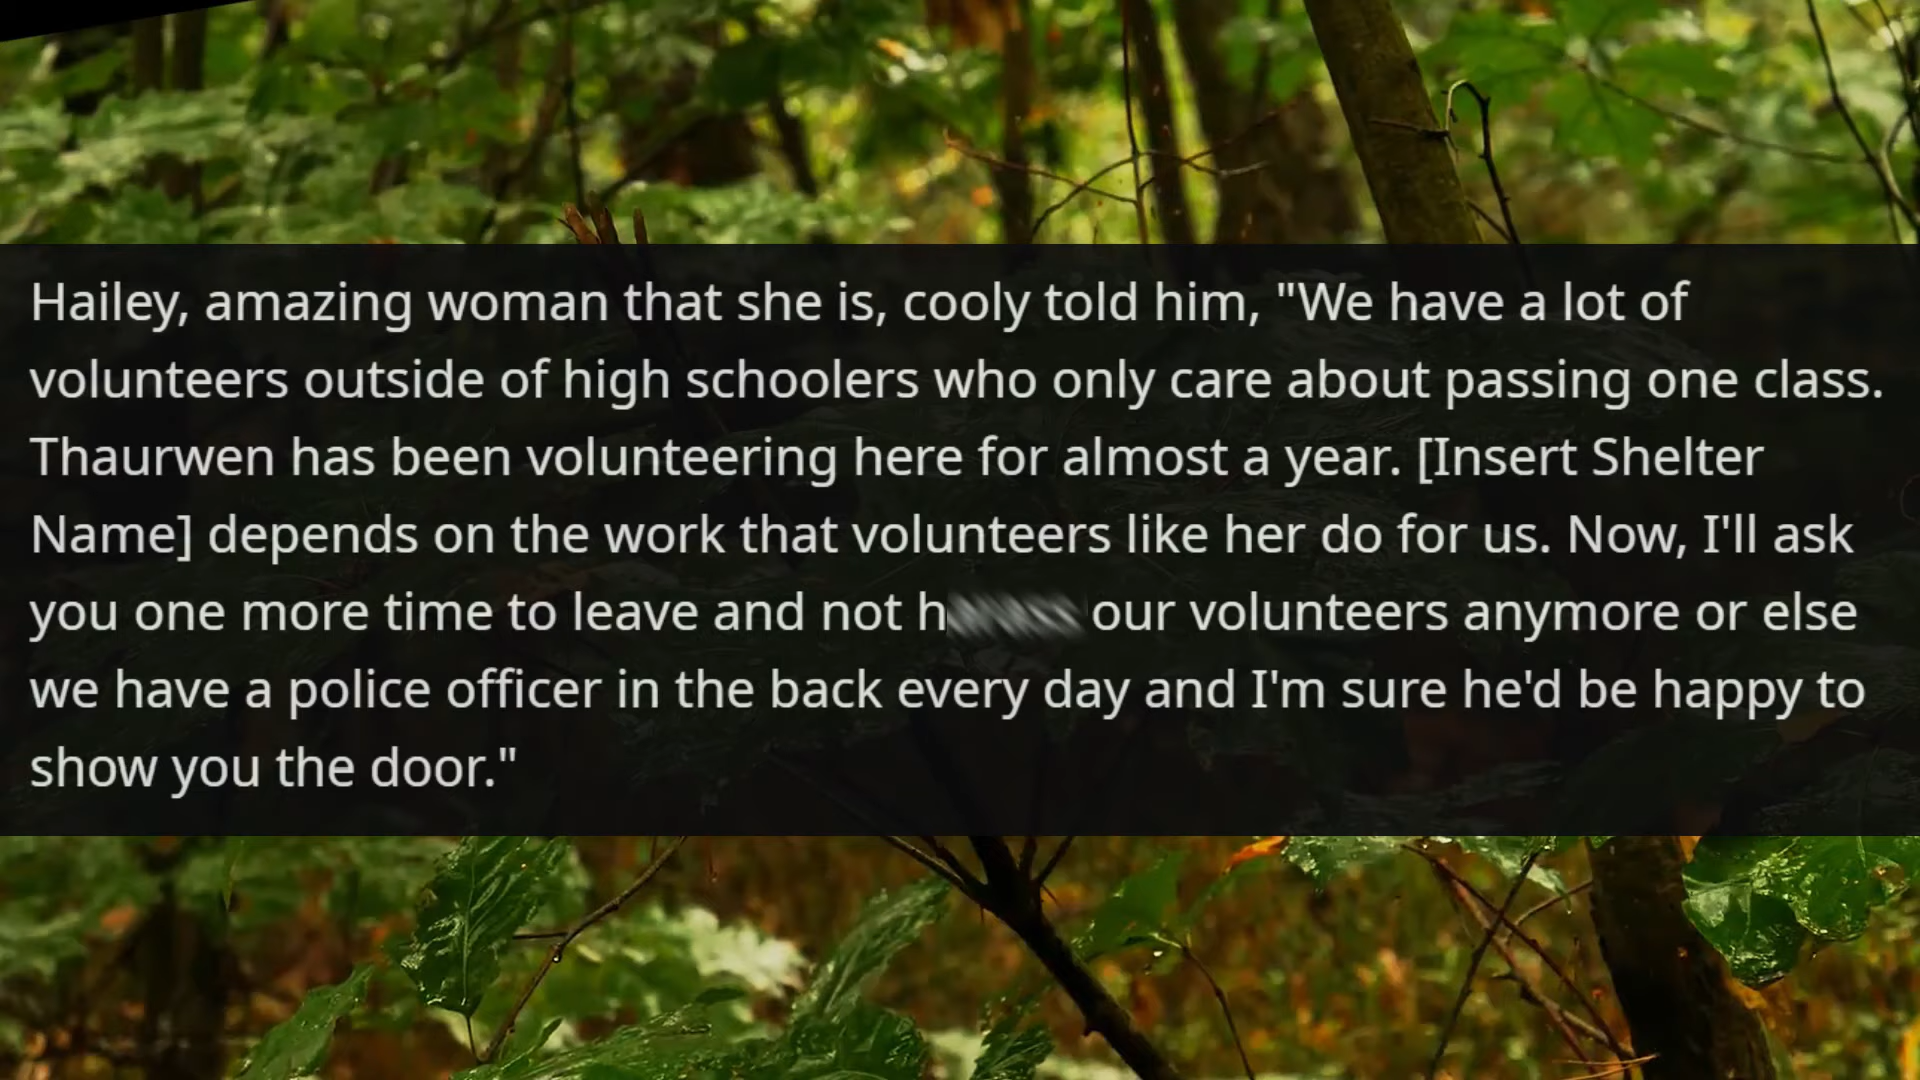 Hailey, amazing woman that she is, cooly told him, "We have a lot of
volunteers outside of high schoolers who only care about passing one class.
Thaurwen has been volunteering here for almost a year. [Insert Shelter
Name] depends on the work that volunteers like her do for us. Now, I'll ask
you one more time to leave and not our volunteers anymore or else
we have a police officer in the back every day and I'm sure he'd be happy to
show you the door."